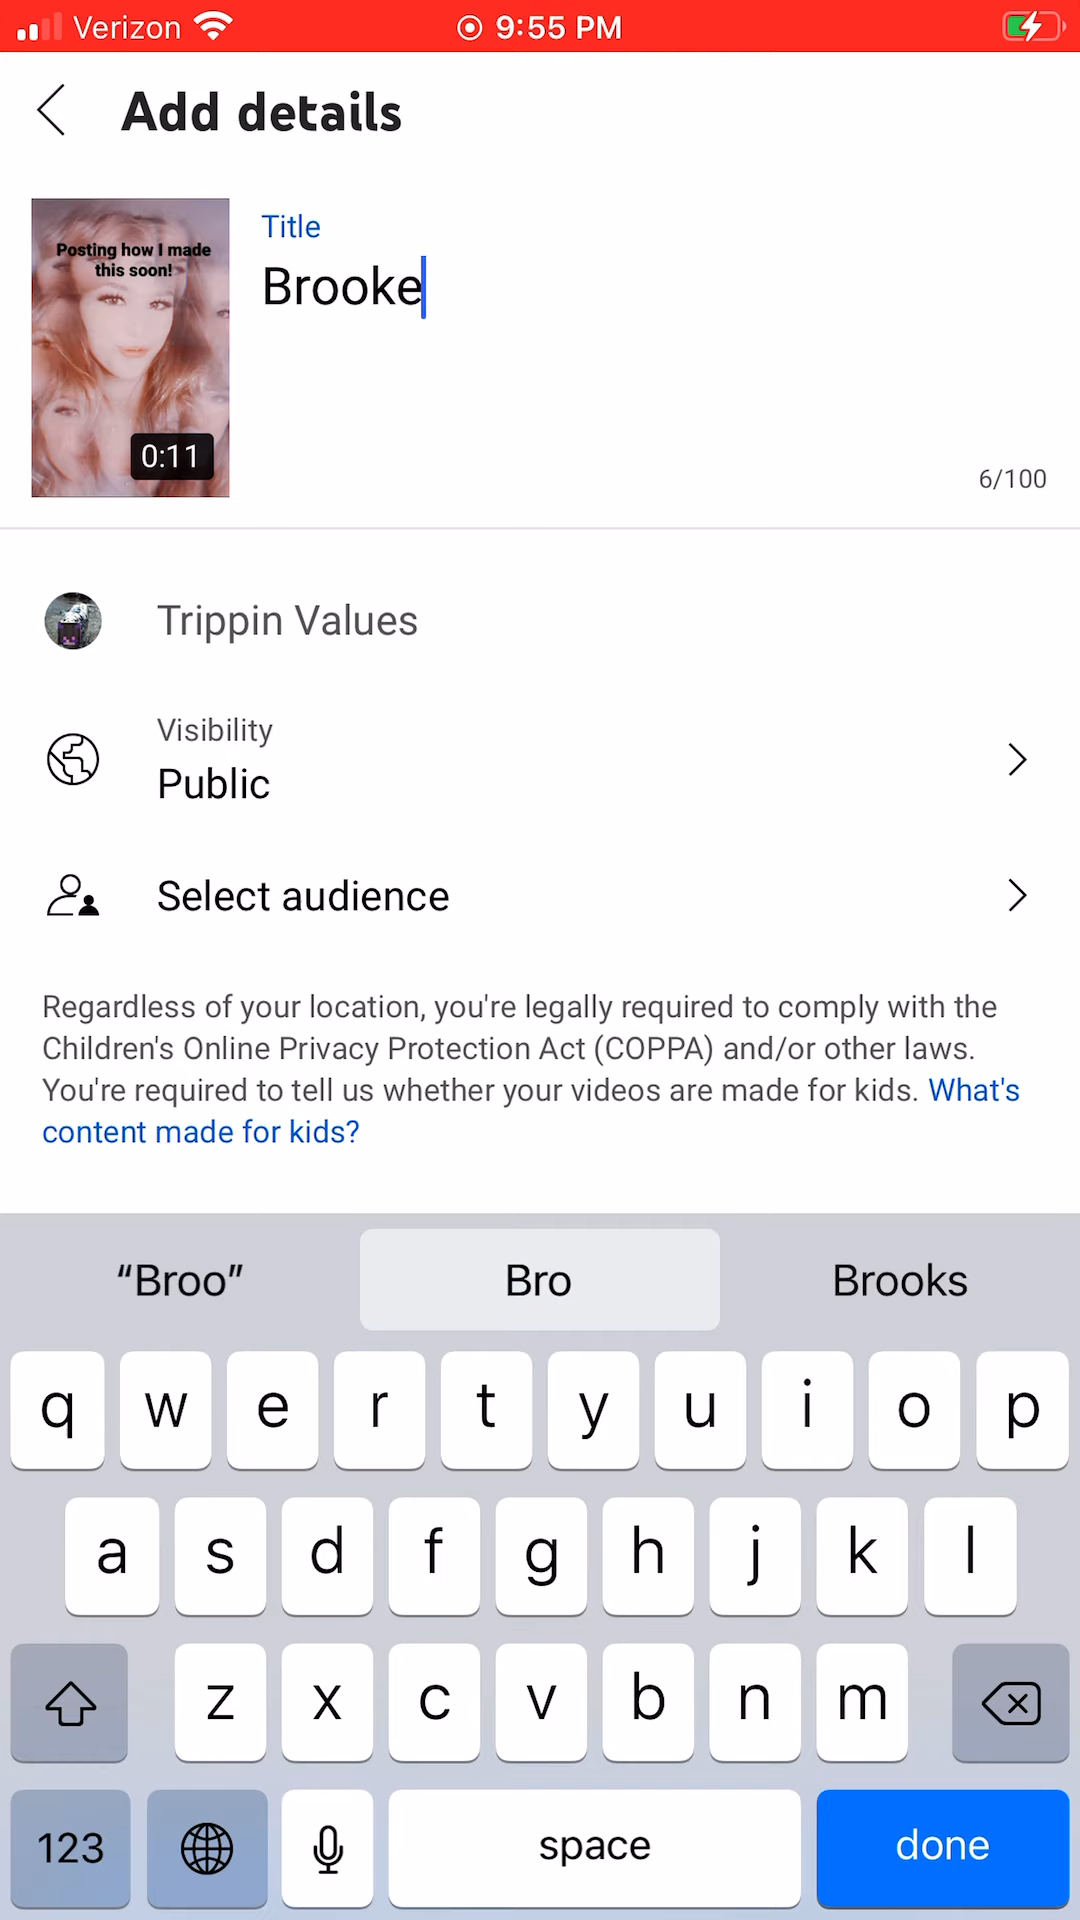 Verizon 9:55 PM
Add details
Posting how I made
this soon!
0:11
Title
Brooke
6/100
Trippin Values
Visibility
Public
Select audience
Regardless of your location, you're legally required to comply with the
Children's Online Privacy Protection Act (COPPA) and/or other laws.
You're required to tell us whether your videos are made for kids. What's
content made for kids?
“Broo” Bro Brooks
q w e r t y u i o p
a s d f g h j k l
z x c v b n m
123 space done